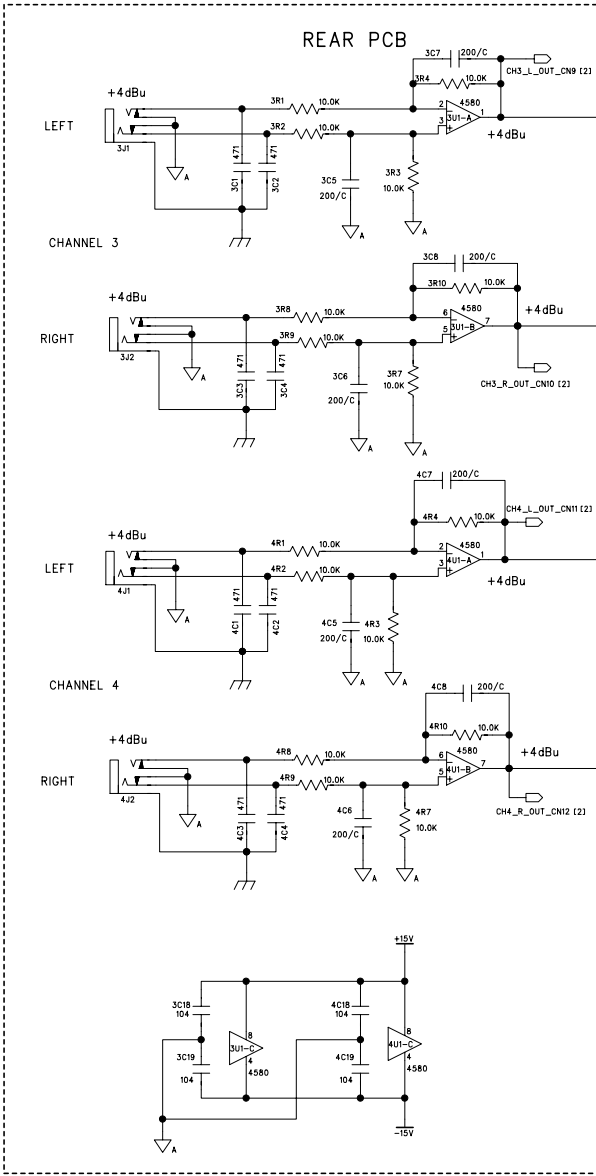 REAR PCB
3C7
200/C
CH3_L_OUT_CN9 [2]
3R4
10.0K
+4dBu
LEFT
3R1
10.0K
2
4580
1
3
3U1-A
+4dBu
3R2
10.0K
3J1
A
471
3C1
471
3C2
3C5
200/C
3R3
10.0K
A
A
CHANNEL 3
3C8
200/C
3R10
10.0K
+4dBu
RIGHT
3R8
10.0K
6
4580
7
5
3U1-B
+4dBu
3R9
10.0K
3J2
A
471
3C3
471
3C4
3C6
200/C
3R7
10.0K
CH3_R_OUT_CN10 [2]
A
A
4C7
200/C
CH4_L_OUT_CN11 [2]
4R4
10.0K
+4dBu
LEFT
4R1
10.0K
2
4580
1
3
4U1-A
+4dBu
4R2
10.0K
4J1
A
471
4C1
471
4C2
4C5
200/C
4R3
10.0K
A
A
CHANNEL 4
4C8
200/C
4R10
10.0K
+4dBu
RIGHT
4R8
10.0K
6
4580
7
5
4U1-B
+4dBu
4R9
10.0K
4J2
A
471
4C3
471
4C4
4C6
200/C
4R7
10.0K
CH4_R_OUT_CN12 [2]
A
A
+15V
3C18
104
4C18
104
8
3U1-C
4
4580
8
4U1-C
4
4580
3C19
104
4C19
104
A
-15V